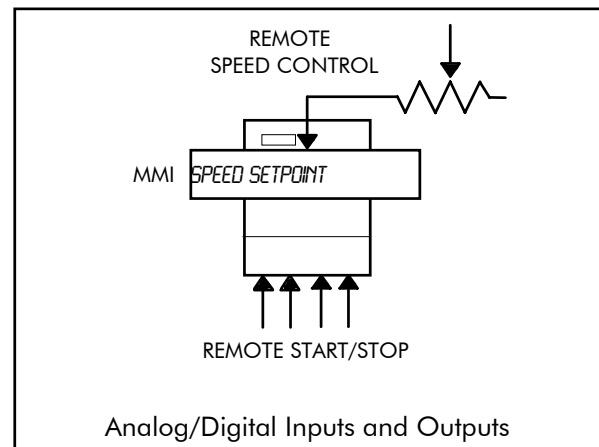 REMOTE
SPEED CONTROL
MMI
SPEED SETPOINT
REMOTE START/STOP
Analog/Digital Inputs and Outputs